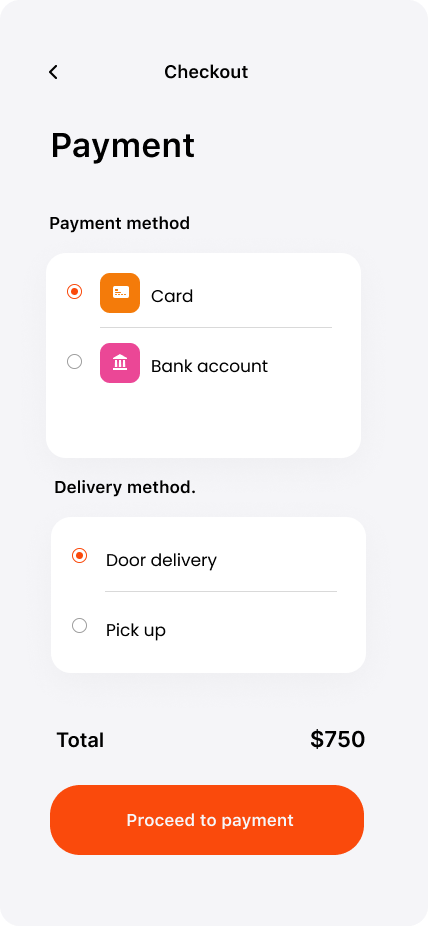 Checkout
Payment
Payment method
Card
Bank account
Delivery method.
Door delivery
Pick up
Total $750
Proceed to payment